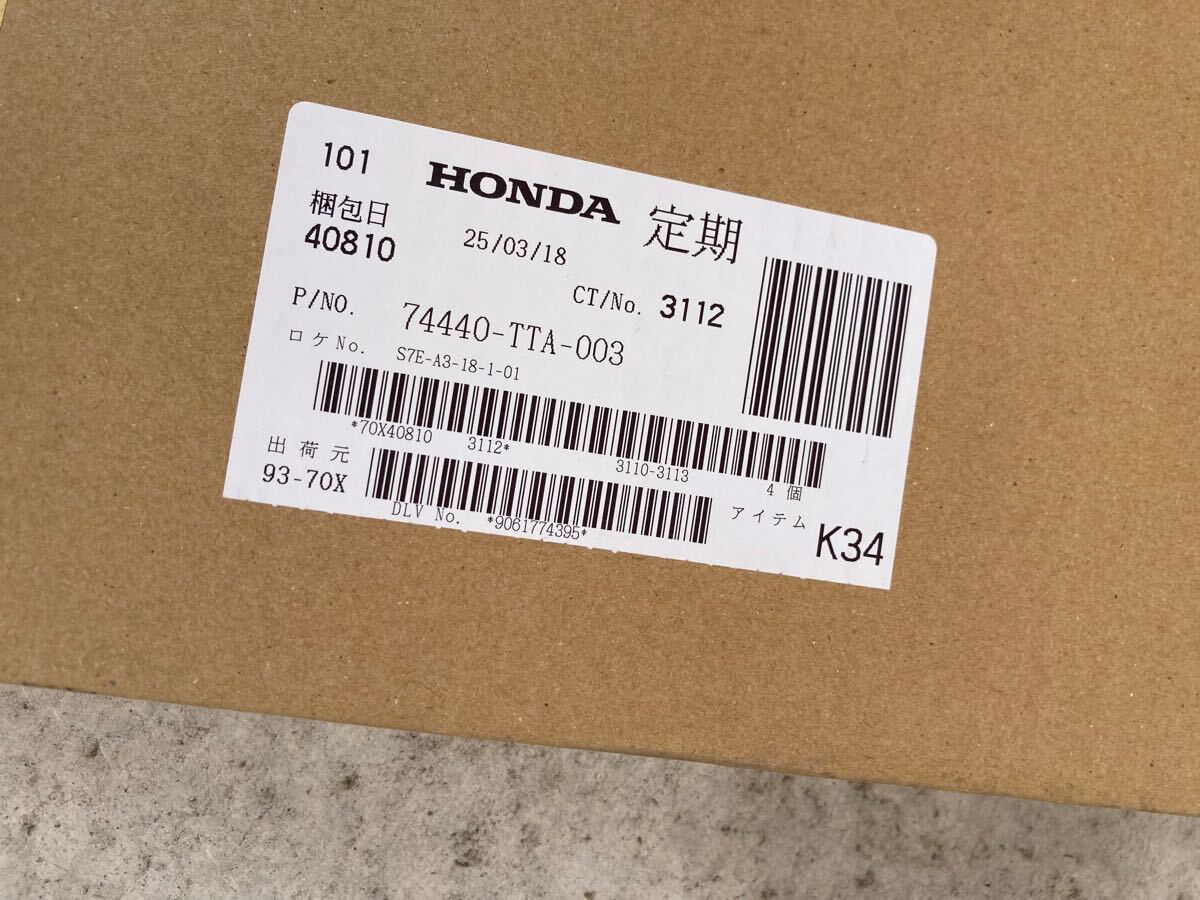 101 HONDA 定期
梱包日 25/03/18
40810 CT/No. 3112
P/NO. 74440-TTA-003
ロケNo. S7E-A3-18-1-01
*70X40810 3112* 3110-3113 4個
出荷元
93-70X アイテム K34
DLV No. *9061774395*